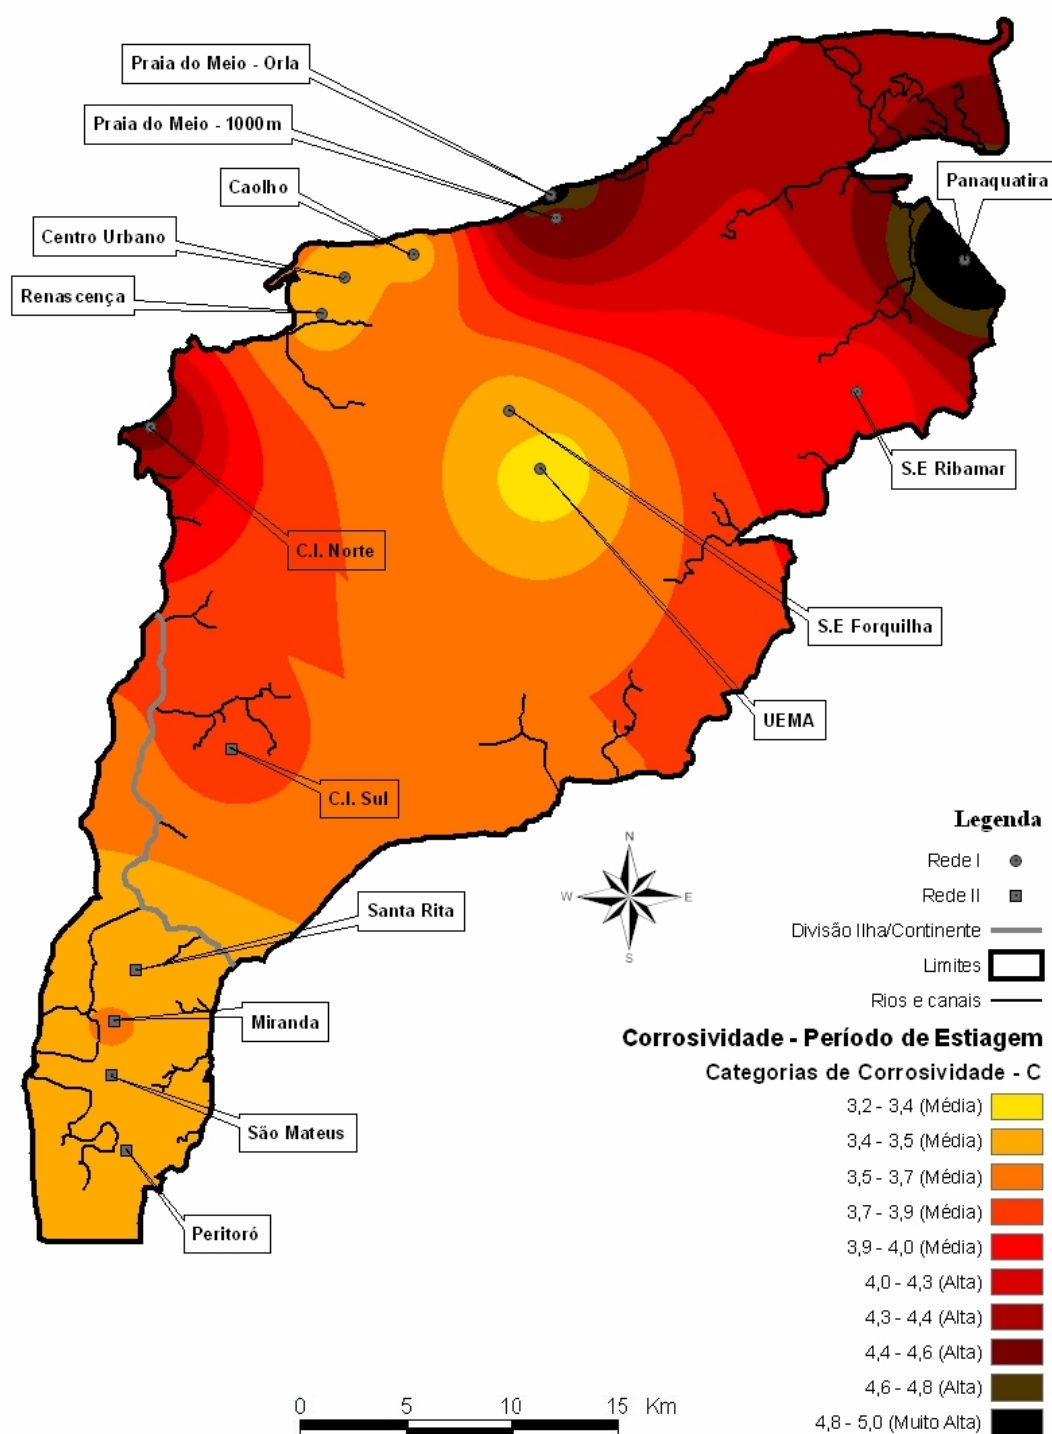 Praia do Meio - Orla
Praia do Meio - 1000m
Caolho
Panaquatira
Centro Urbano
Renascença
S.E Ribamar
C.I. Norte
S.E Forquilha
UEMA
C.I. Sul
Santa Rita
Miranda
São Mateus
Peritoró
N
W
E
S
Legenda
Rede I
Rede II
Divisão Ilha/Continente
Limites
Rios e canais
Corrosividade - Período de Estiagem
Categorias de Corrosividade - C
3,2 - 3,4 (Média)
3,4 - 3,5 (Média)
3,5 - 3,7 (Média)
3,7 - 3,9 (Média)
3,9 - 4,0 (Média)
4,0 - 4,3 (Alta)
4,3 - 4,4 (Alta)
4,4 - 4,6 (Alta)
4,6 - 4,8 (Alta)
4,8 - 5,0 (Muito Alta)
0 5 10 15 Km